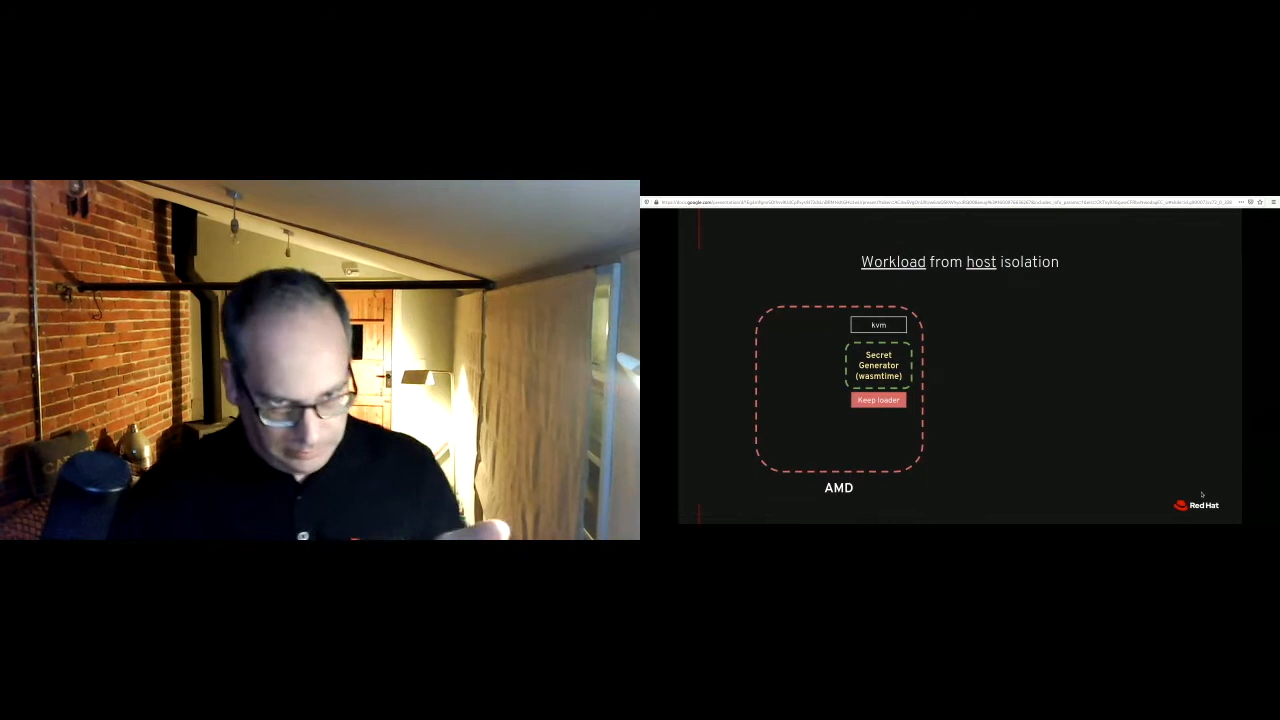 Workload from host isolation
kvm
Secret
Generator
(wasmtime)
Keep loader
AMD
Red Hat